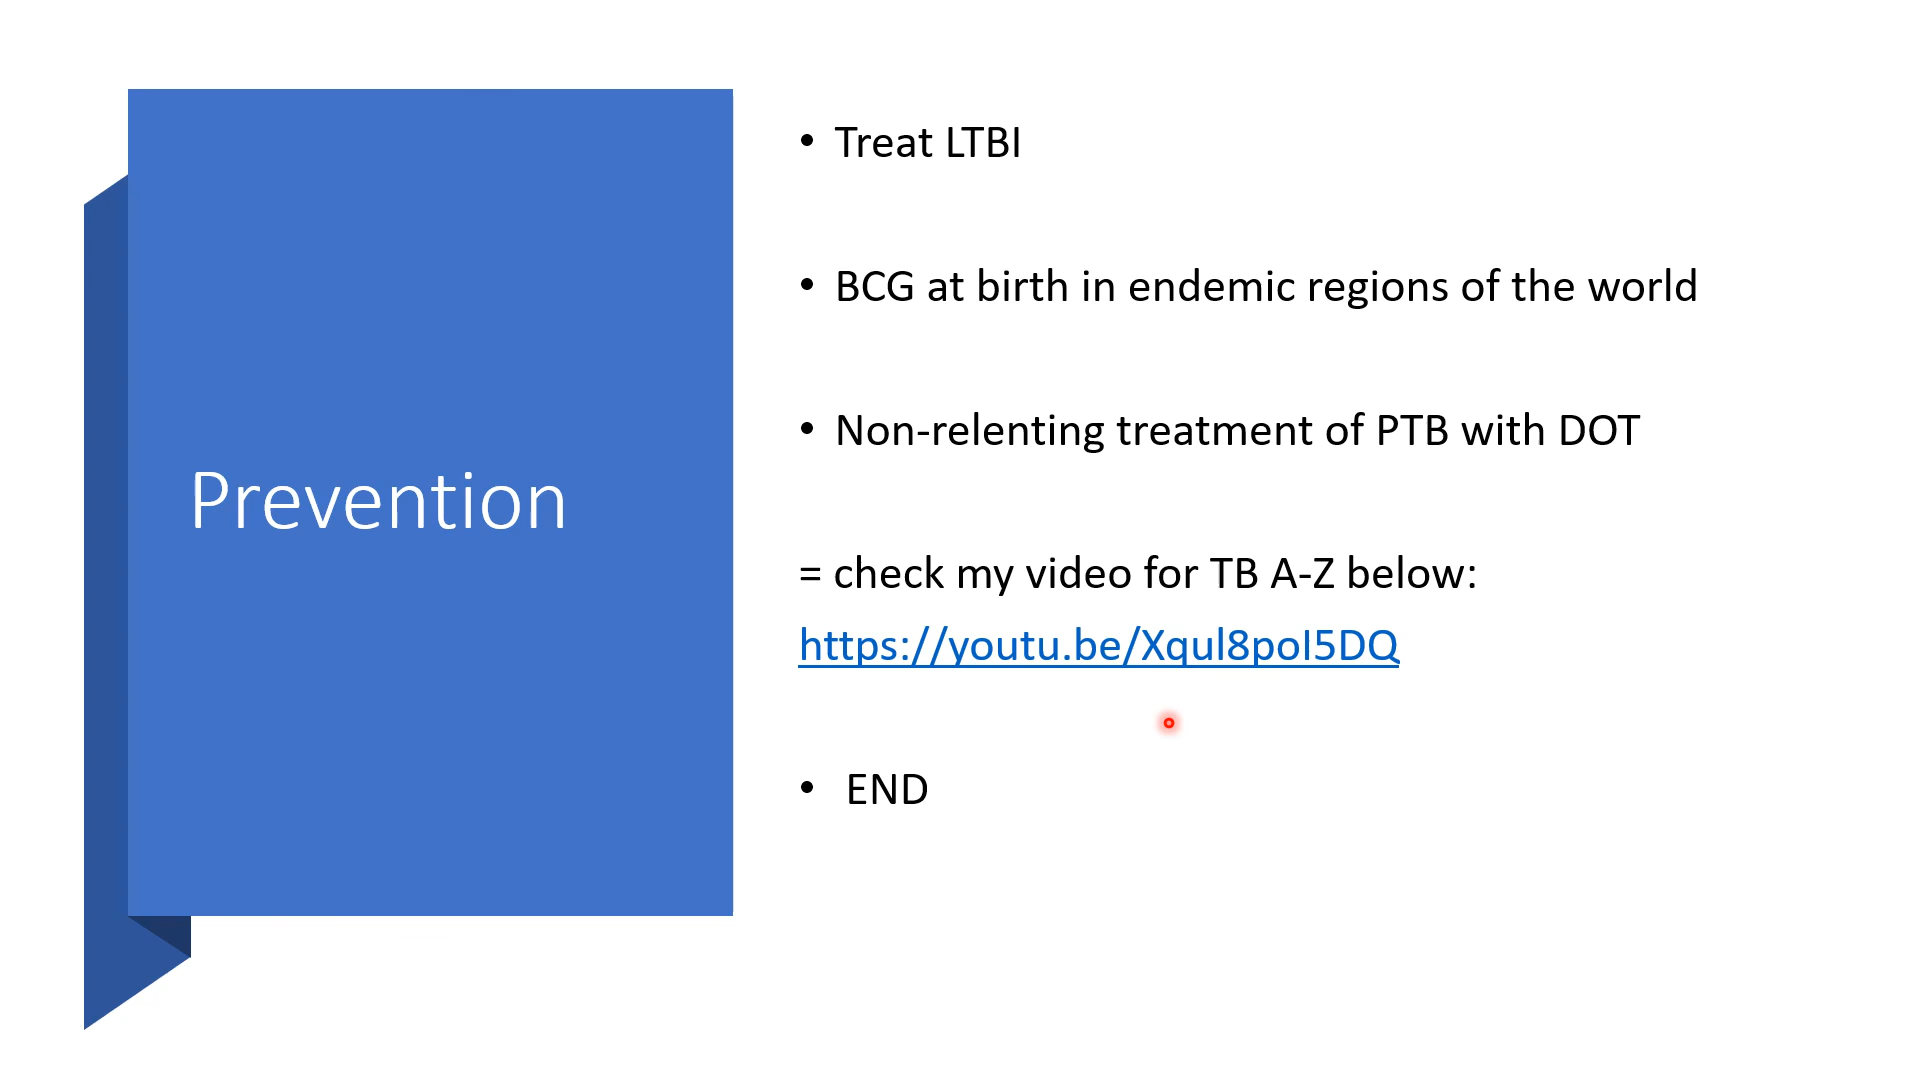 Prevention
• Treat LTBI
• BCG at birth in endemic regions of the world
• Non-relenting treatment of PTB with DOT
= check my video for TB A-Z below:
https://youtu.be/Xqul8poI5DQ
• END